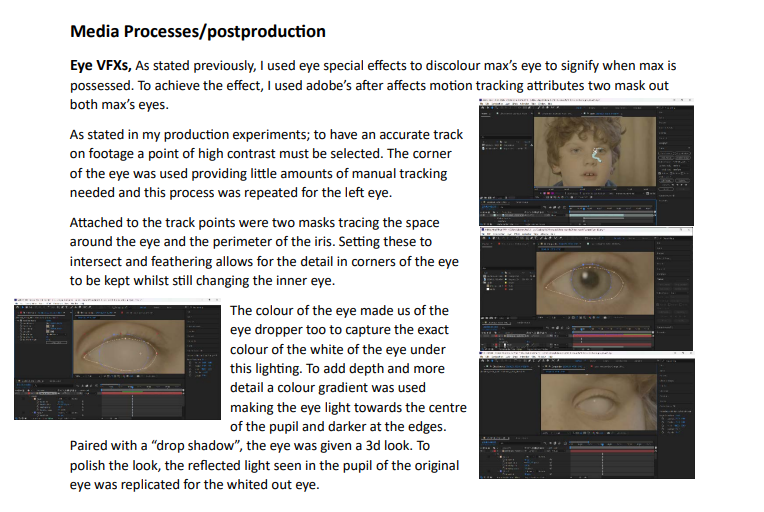 Media Processes/postproduction
Eye VFXs, As stated previously, I used eye special effects to discolour max's eye to signify when max is
possessed. To achieve the effect, I used adobe's after affects motion tracking attributes two mask out
both max's eyes.
As stated in my production experiments; to have an accurate track
on footage a point of high contrast must be selected. The corner
of the eye was used providing little amounts of manual tracking
needed and this process was repeated for the left eye.
Attached to the track points were two masks tracing the space
around the eye and the perimeter of the iris. Setting these to
intersect and feathering allows for the detail in corners of the eye
to be kept whilst still changing the inner eye.
The colour of the eye made us of the
eye dropper too to capture the exact
colour of the white of the eye under
this lighting. To add depth and more
detail a colour gradient was used
making the eye light towards the centre
of the pupil and darker at the edges.
Paired with a "drop shadow", the eye was given a 3d look. To
polish the look, the reflected light seen in the pupil of the original
eye was replicated for the whited out eye.